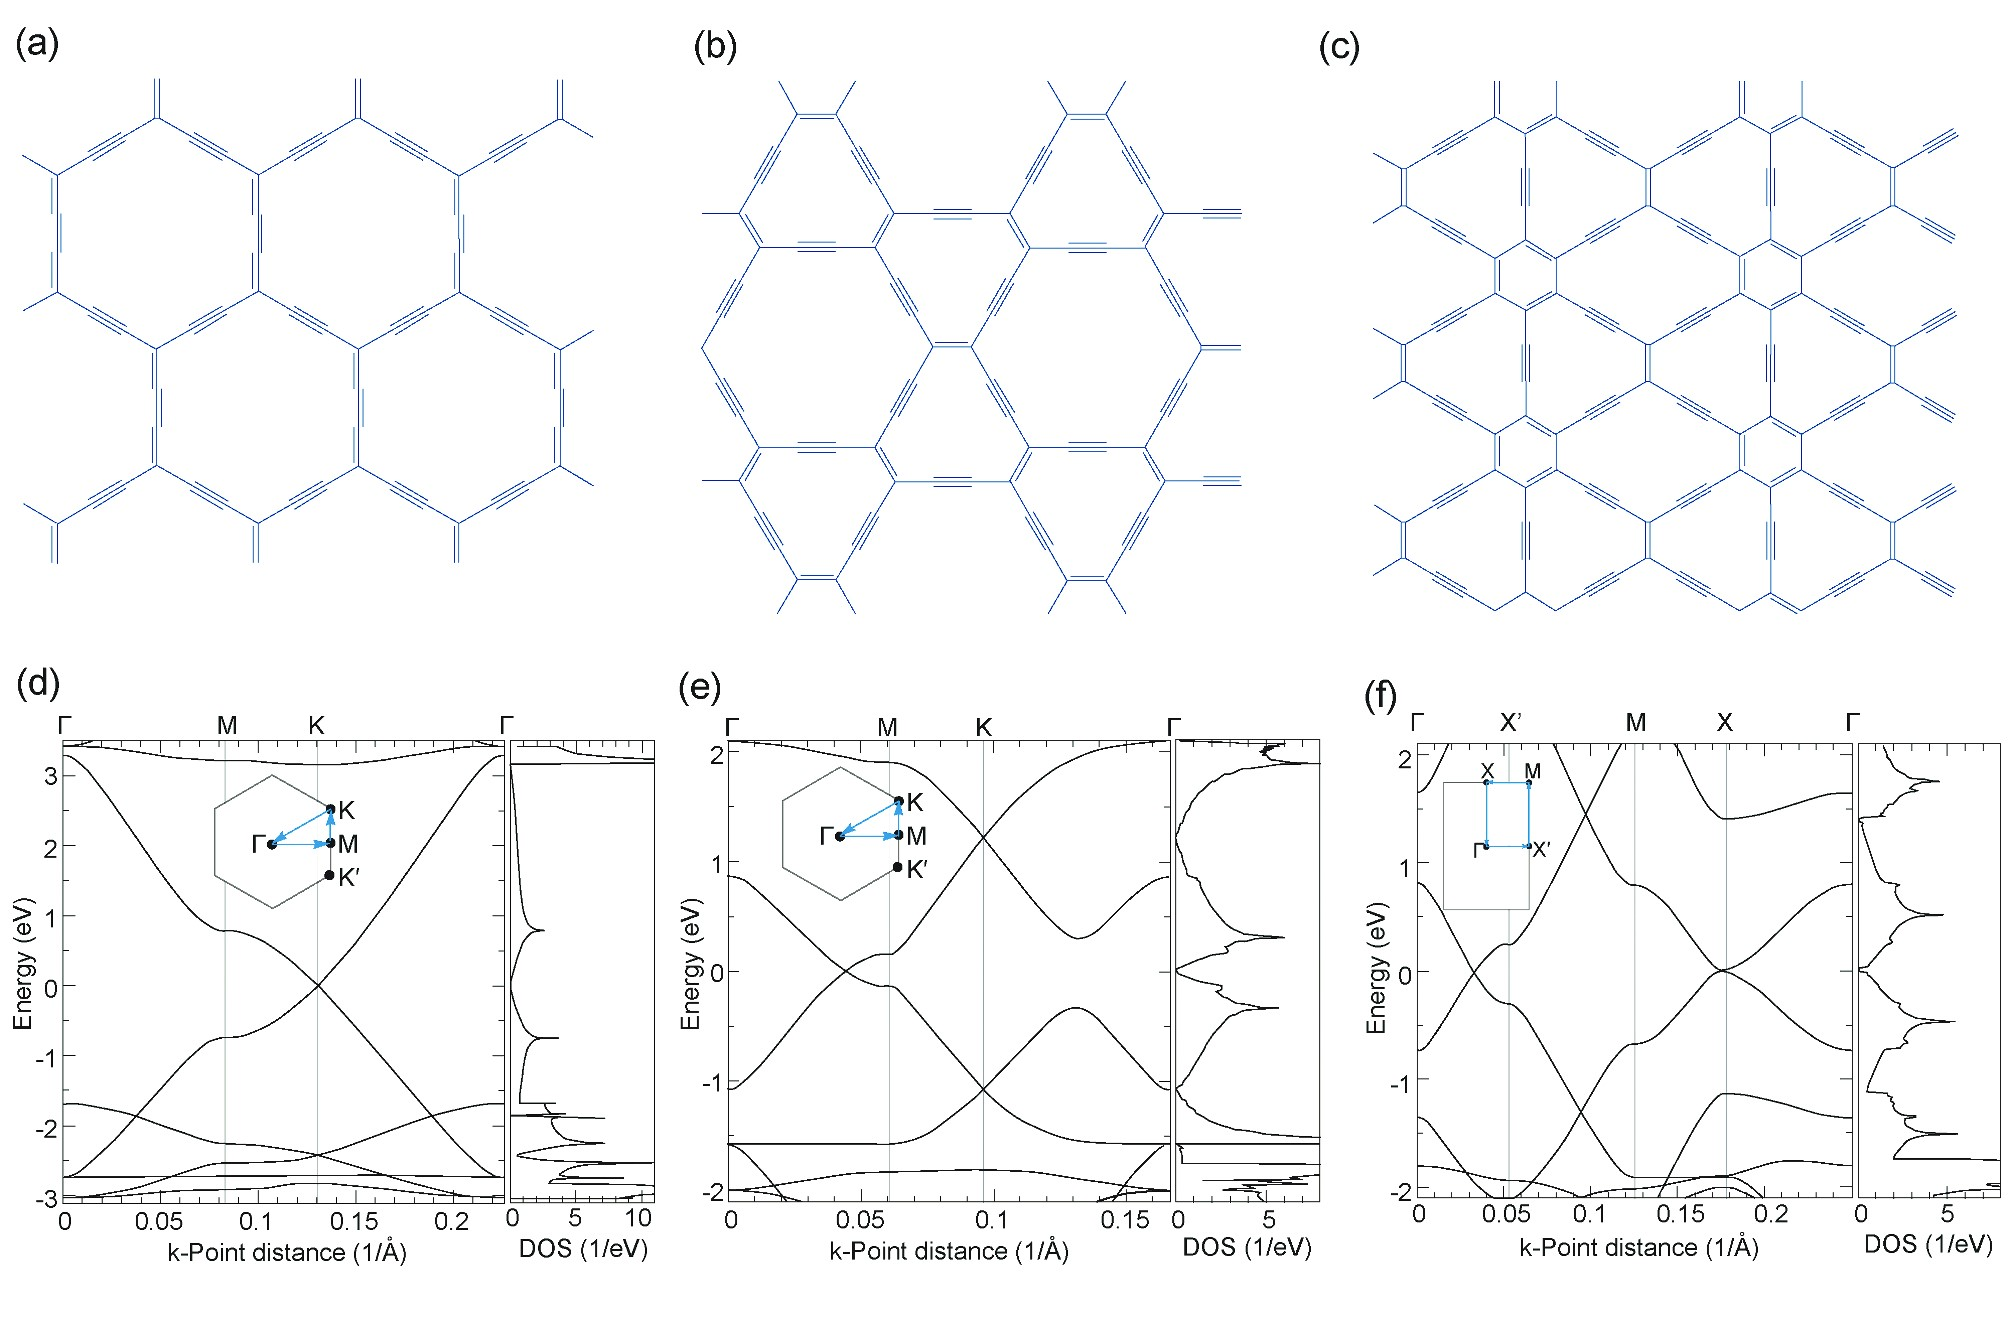 (a)
(b)
(c)
(d)
Γ M K Γ
Energy (eV)
3
2
1
0
-1
-2
-3
K
Γ M
K′
0 0.05 0.1 0.15 0.2
k-Point distance (1/Å)
0 5 10
DOS (1/eV)
(e)
Γ M K Γ
Energy (eV)
2
1
0
-1
-2
K
Γ M
K′
0 0.05 0.1 0.15
k-Point distance (1/Å)
0 5
DOS (1/eV)
(f)
Γ X’ M X Γ
Energy (eV)
2
1
0
-1
-2
X M
Γ X’
0 0.05 0.1 0.15 0.2
k-Point distance (1/Å)
0 5
DOS (1/eV)